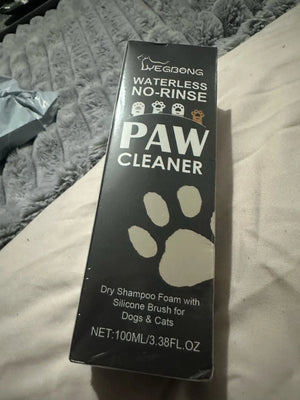 YEGBONG
WATERLESS
NO-RINSE
PAW
CLEANER
Dry Shampoo Foam with
Silicone Brush for
Dogs & Cats
NET:100ML/3.38FL.OZ